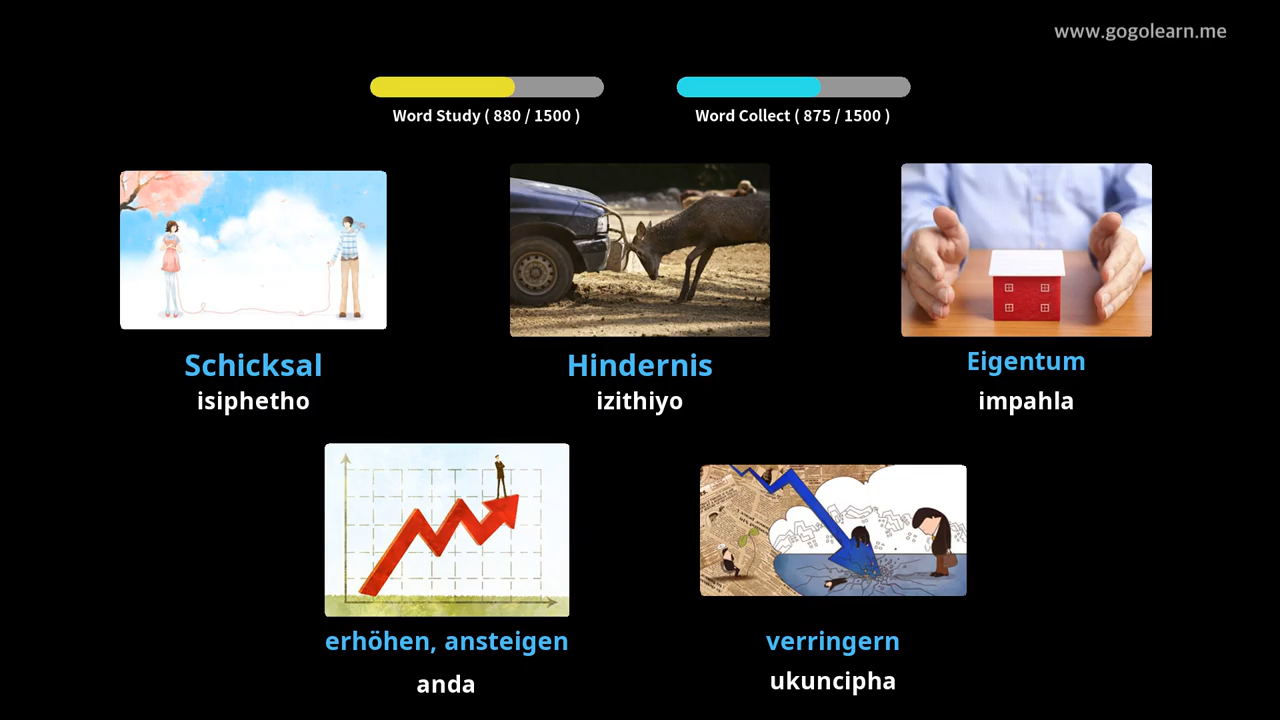 www.gogolearn.me
Word Study ( 880 / 1500 )
Word Collect ( 875 / 1500 )
Schicksal
isiphetho
Hindernis
izithiyo
Eigentum
impahla
erhöhen, ansteigen
anda
verringern
ukuncipha